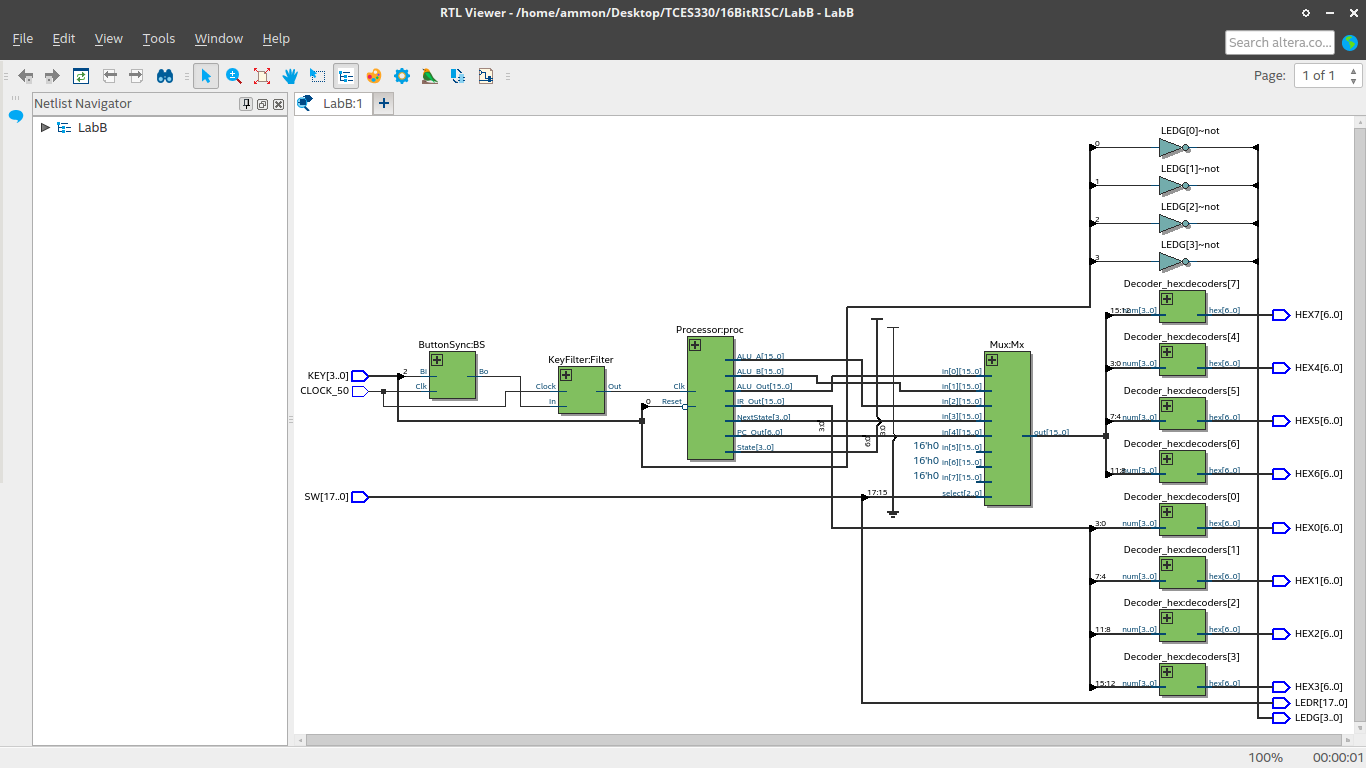 RTL Viewer - /home/ammon/Desktop/TCES330/16BitRISC/LabB - LabB
File Edit View Tools Window Help
Search altera.co...
Page: 1 of 1
Netlist Navigator
LabB:1
LabB
LEDG[0]~not
0
LEDG[1]~not
1
LEDG[2]~not
2
LEDG[3]~not
3
Decoder_hex:decoders[7]
15:12 num[3..0] hex[6..0] HEX7[6..0]
Decoder_hex:decoders[4]
3:0 num[3..0] hex[6..0] HEX4[6..0]
Decoder_hex:decoders[5]
7:4 num[3..0] hex[6..0] HEX5[6..0]
Decoder_hex:decoders[6]
11:8 num[3..0] hex[6..0] HEX6[6..0]
Decoder_hex:decoders[0]
3:0 num[3..0] hex[6..0] HEX0[6..0]
Decoder_hex:decoders[1]
7:4 num[3..0] hex[6..0] HEX1[6..0]
Decoder_hex:decoders[2]
11:8 num[3..0] hex[6..0] HEX2[6..0]
Decoder_hex:decoders[3]
15:12 num[3..0] hex[6..0] HEX3[6..0]
LEDR[17..0]
LEDG[3..0]
KEY[3..0]
CLOCK_50
SW[17..0]
ButtonSync:BS
2 Bi Bo
Clk
KeyFilter:Filter
Clock Out
In
Processor:proc
Clk
0 Reset
ALU_A[15..0]
ALU_B[15..0]
ALU_Out[15..0]
IR_Out[15..0]
NextState[3..0]
PC_Out[6..0]
State[3..0]
3:0
6:0
3:0
Mux:Mx
in[0][15..0]
in[1][15..0]
in[2][15..0]
in[3][15..0]
in[4][15..0]
16'h0 in[5][15..0]
16'h0 in[6][15..0]
16'h0 in[7][15..0]
17:15 select[2..0]
out[15..0]
100% 00:00:01